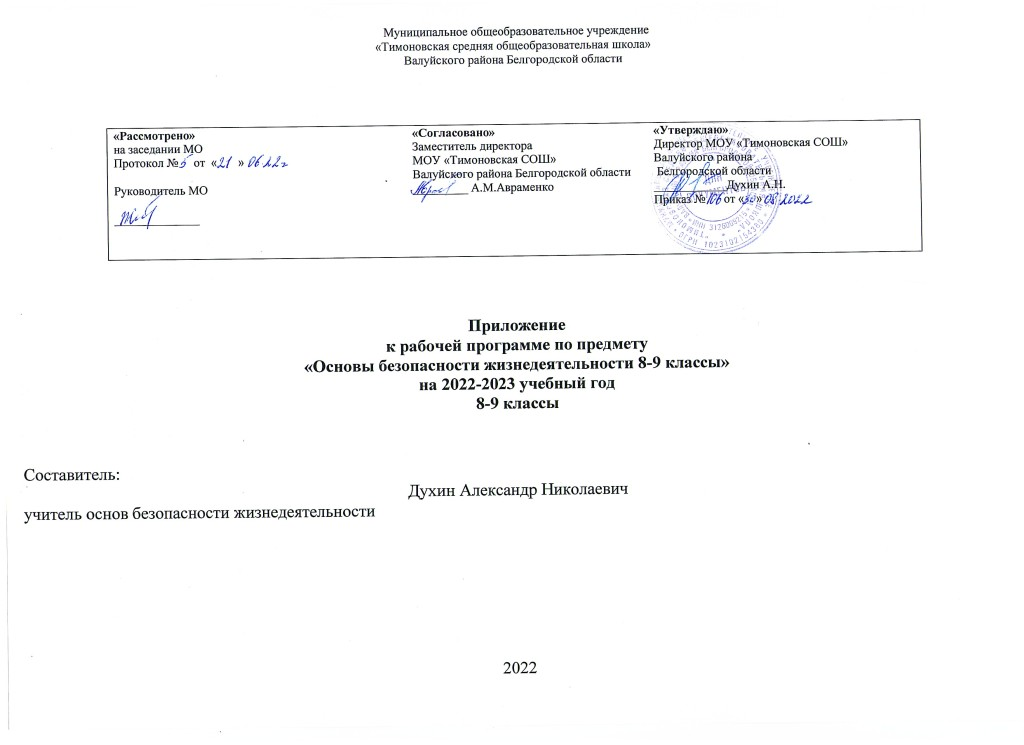 Муниципальное общеобразовательное учреждение
«Тимоновская средняя общеобразовательная школа»
Валуйского района Белгородской области
«Рассмотрено»
на заседании МО
Протокол №5 от «21» 06 22г
Руководитель МО
«Согласовано»
Заместитель директора
МОУ «Тимоновская СОШ»
Валуйского района Белгородской области
А.М.Авраменко
«Утверждаю»
Директор МОУ «Тимоновская СОШ»
Валуйского района
Белгородской области
Духин А.Н.
Приказ №106 от «30» 08 2022
ОГРН 1023102154289
Приложение
к рабочей программе по предмету
«Основы безопасности жизнедеятельности 8-9 классы»
на 2022-2023 учебный год
8-9 классы
Составитель:
Духин Александр Николаевич
учитель основ безопасности жизнедеятельности
2022